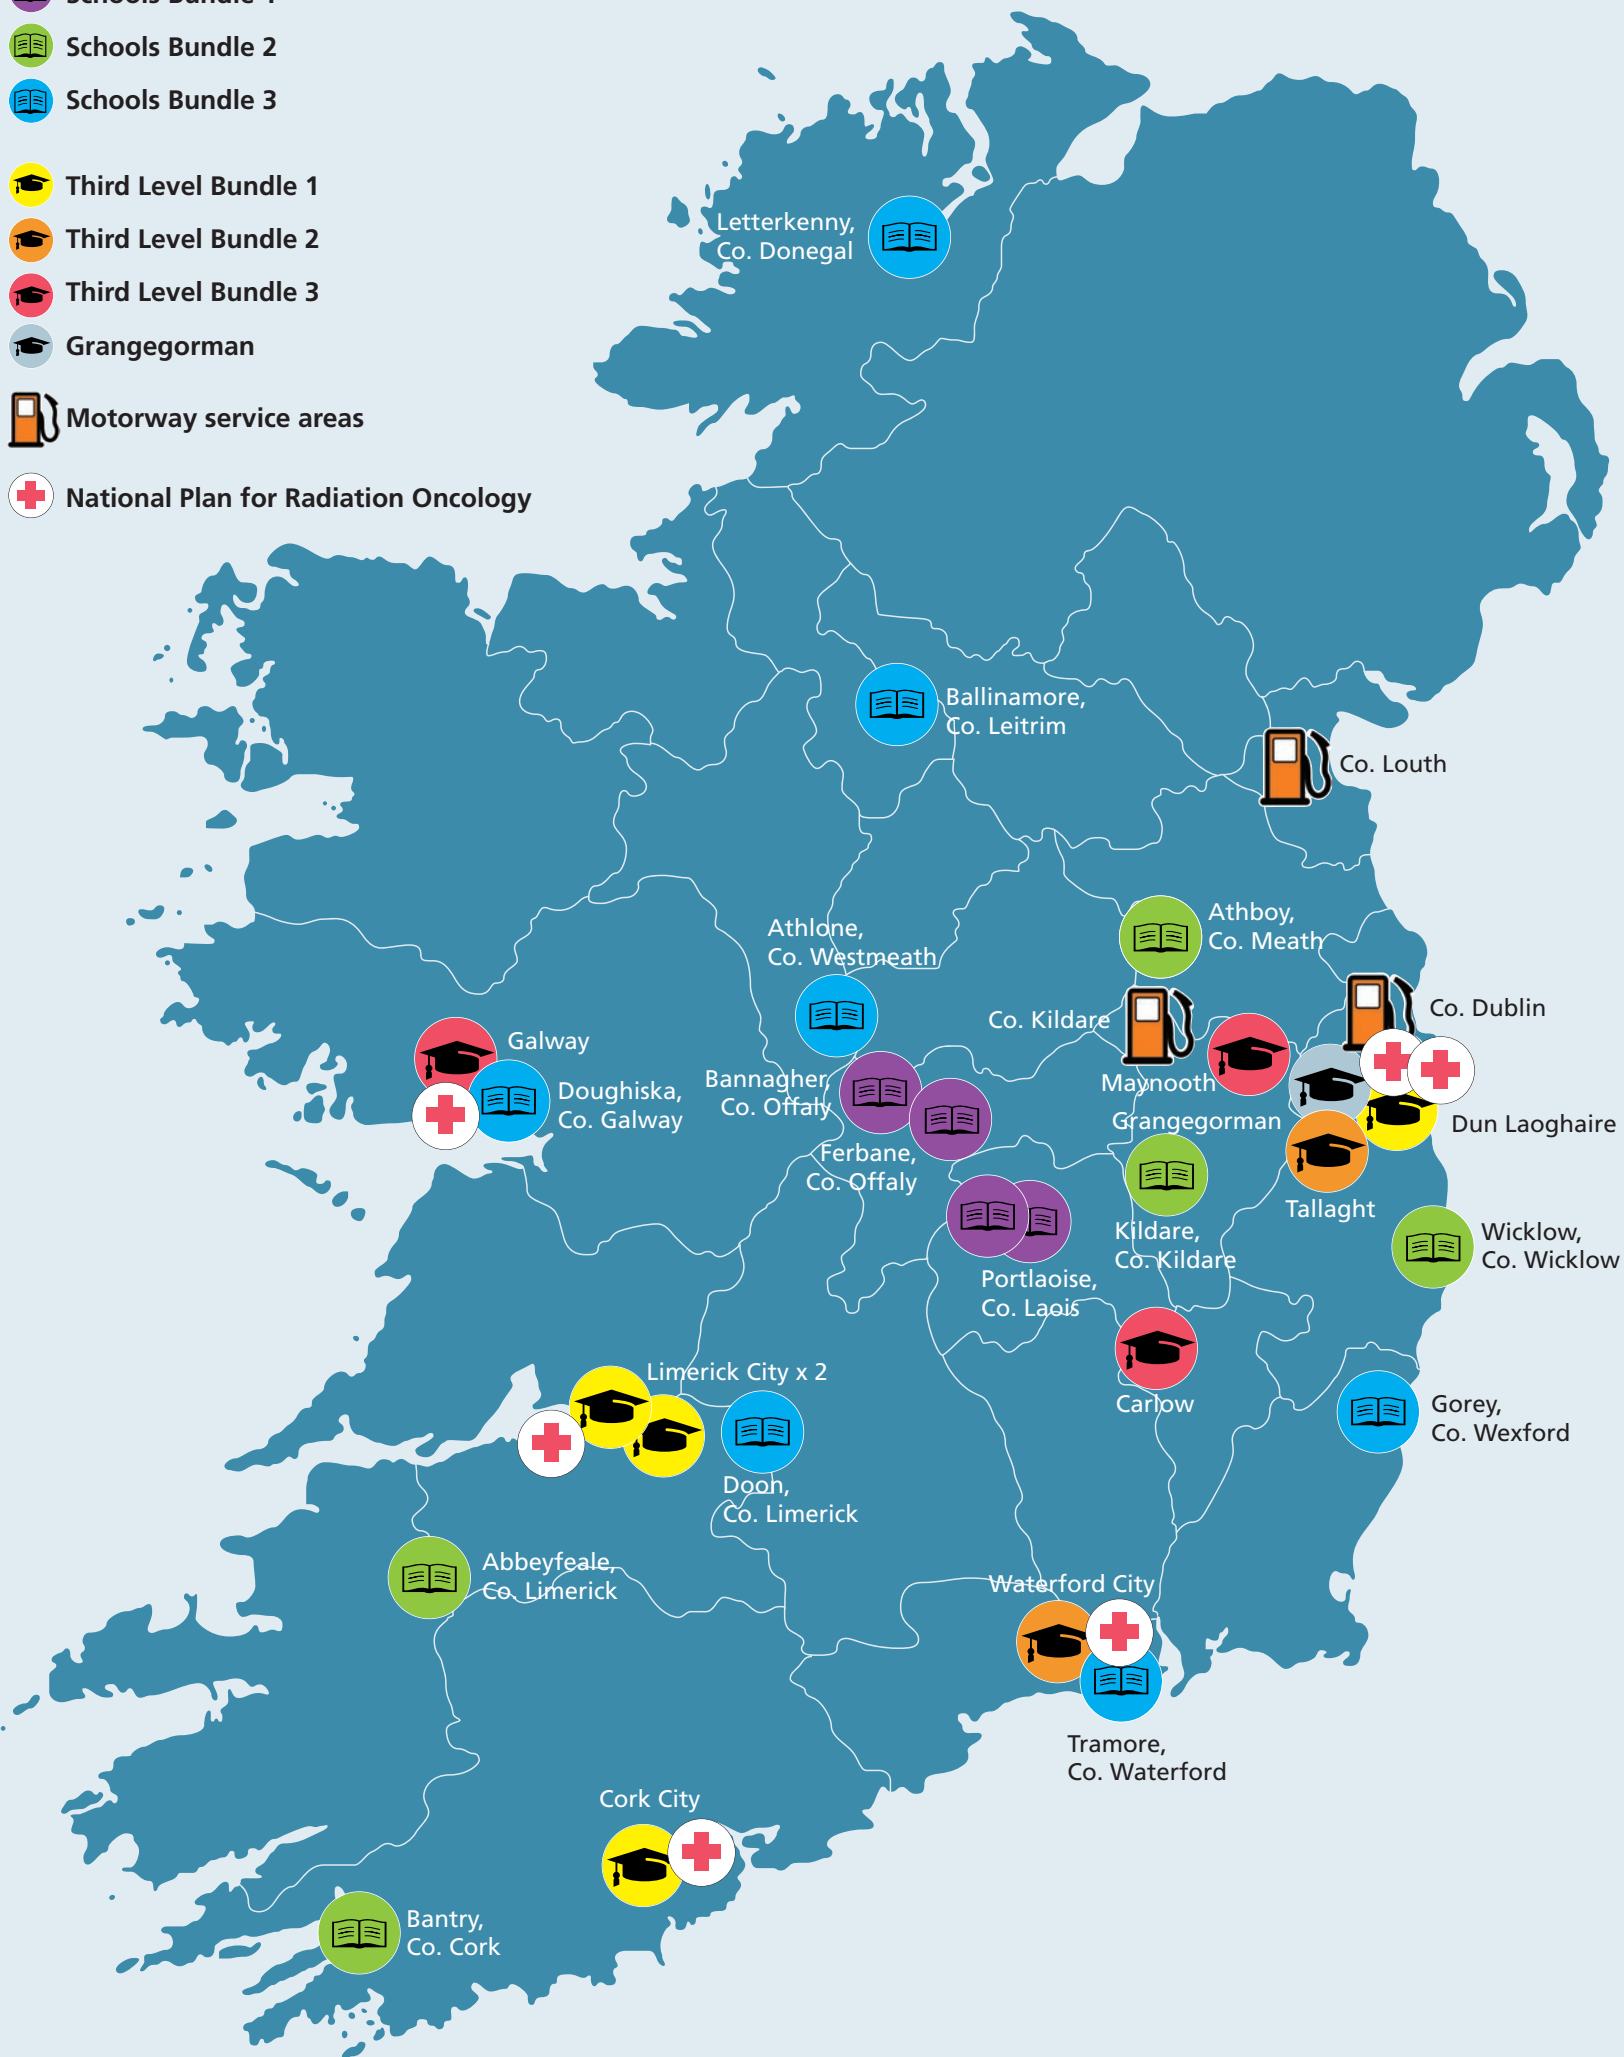 Schools Bundle 1
Schools Bundle 2
Schools Bundle 3
Third Level Bundle 1
Third Level Bundle 2
Third Level Bundle 3
Grangegorman
Motorway service areas
National Plan for Radiation Oncology
Letterkenny,
Co. Donegal
Ballinamore,
Co. Leitrim
Co. Louth
Athboy,
Co. Meath
Athlone,
Co. Westmeath
Co. Dublin
Co. Kildare
Galway
Maynooth
Doughiska,
Co. Galway
Bannagher,
Co. Offaly
Grangegorman
Dun Laoghaire
Ferbane,
Co. Offaly
Tallaght
Kildare,
Co. Kildare
Wicklow,
Co. Wicklow
Portlaoise,
Co. Laois
Limerick City x 2
Carlow
Gorey,
Co. Wexford
Doon,
Co. Limerick
Abbeyfeale,
Co. Limerick
Waterford City
Tramore,
Co. Waterford
Cork City
Bantry,
Co. Cork